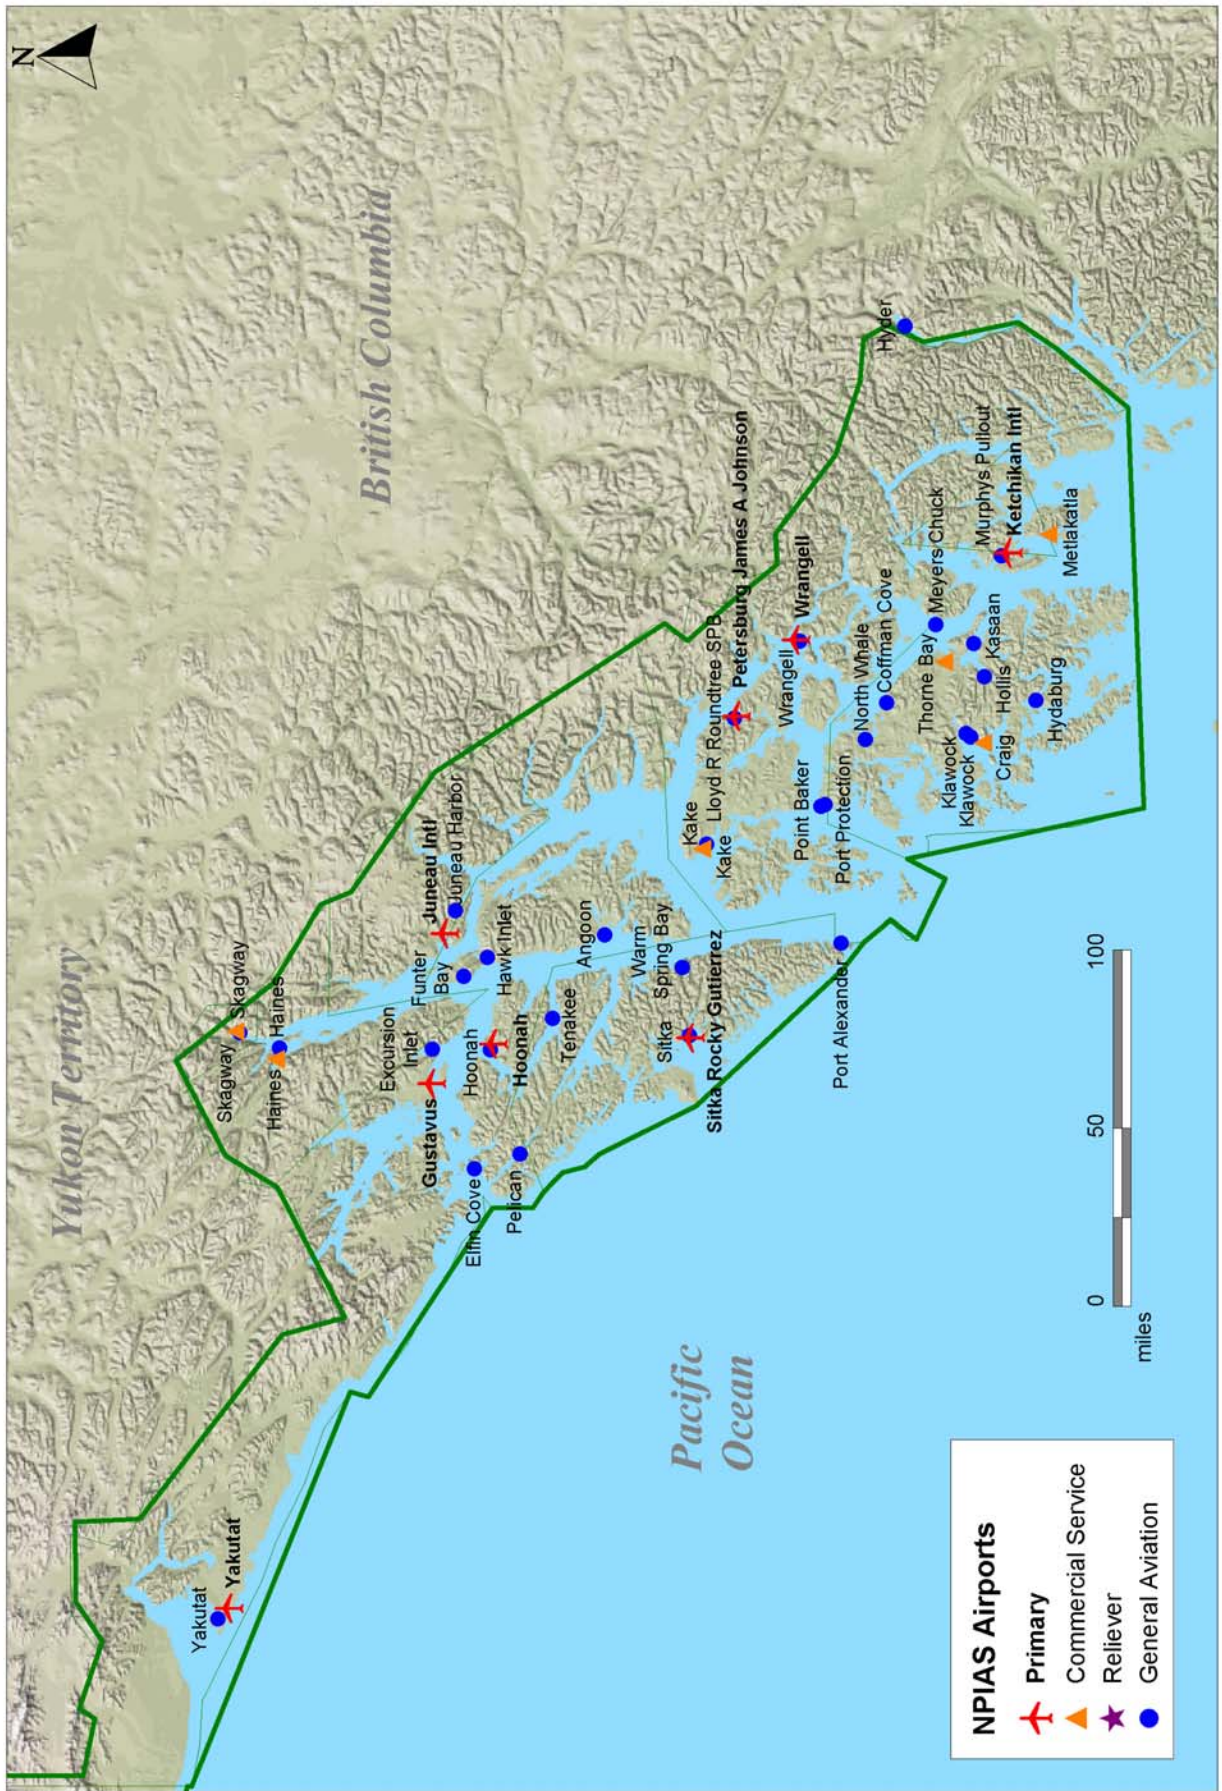 N
Yukon Territory
British Columbia
Pacific
Ocean
Yakutat
Yakutat
Skagway
Skagway
Haines
Haines
Excursion
Inlet
Gustavus
Elfin Cove
Pelican
Hoonah
Hoonah
Funter
Bay
Juneau Intl
Juneau Harbor
Hawk Inlet
Tenakee
Angoon
Warm
Spring Bay
Sitka
Sitka Rocky Gutierrez
Port Alexander
Kake
Kake
Lloyd R Roundtree SPB
Petersburg James A Johnson
Wrangell
Wrangell
Point Baker
Port Protection
North Whale
Coffman Cove
Meyers Chuck
Thorne Bay
Kasaan
Hollis
Klawock
Klawock
Craig
Hydaburg
Murphys Pullout
Ketchikan Intl
Metlakatla
Hyder
0 50 100
miles
NPIAS Airports
Primary
Commercial Service
Reliever
General Aviation